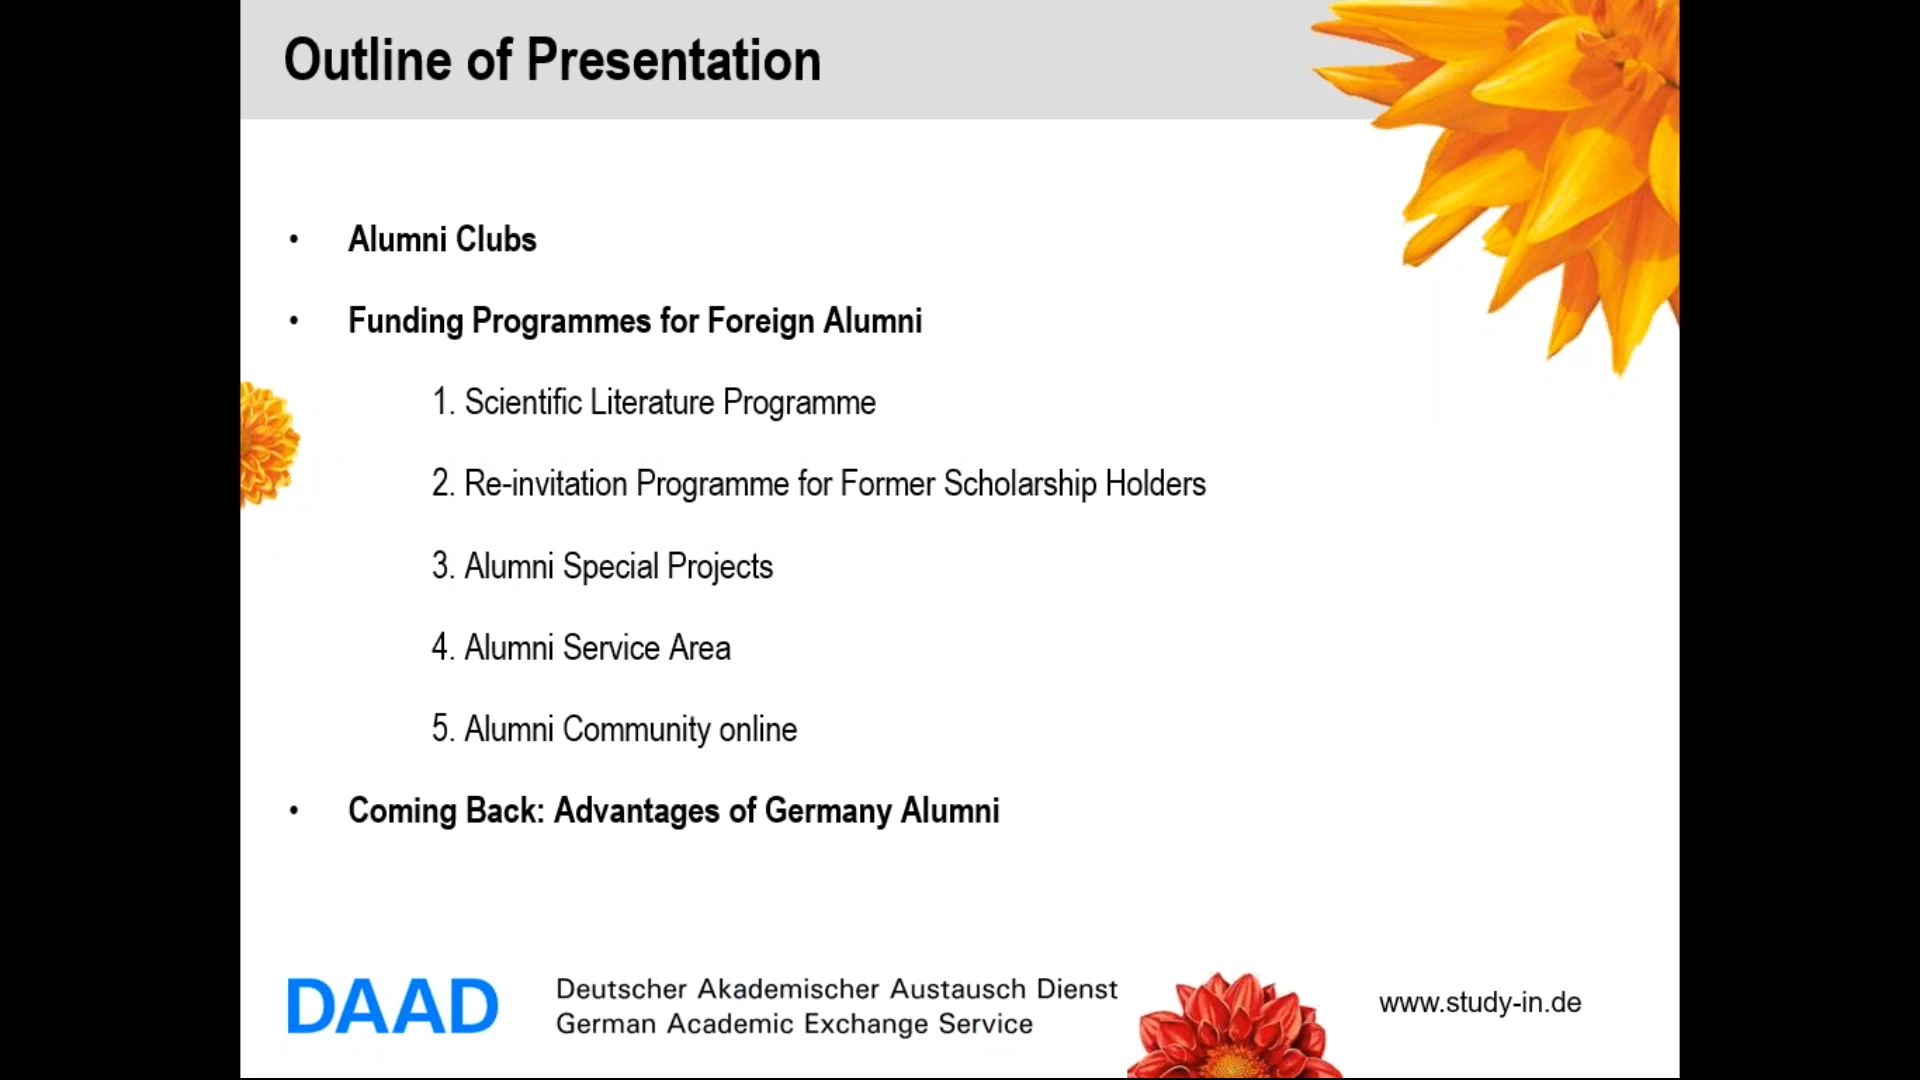 Outline of Presentation
• Alumni Clubs
• Funding Programmes for Foreign Alumni
1. Scientific Literature Programme
2. Re-invitation Programme for Former Scholarship Holders
3. Alumni Special Projects
4. Alumni Service Area
5. Alumni Community online
• Coming Back: Advantages of Germany Alumni
DAAD
Deutscher Akademischer Austausch Dienst
German Academic Exchange Service
www.study-in.de